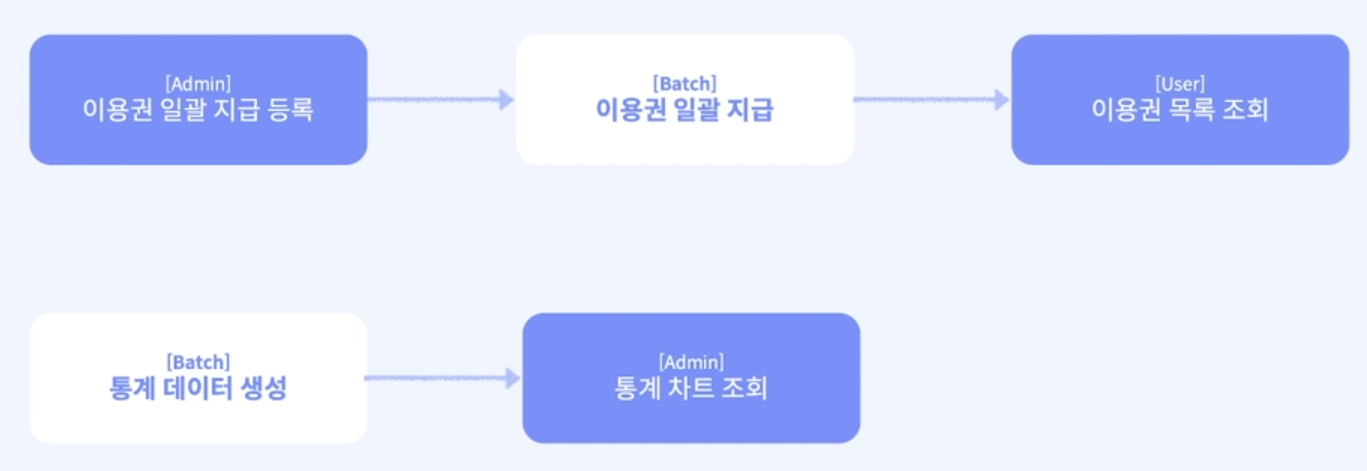 [Admin]
이용권 일괄 지급 등록
[Batch]
이용권 일괄 지급
[User]
이용권 목록 조회
[Batch]
통계 데이터 생성
[Admin]
통계 차트 조회